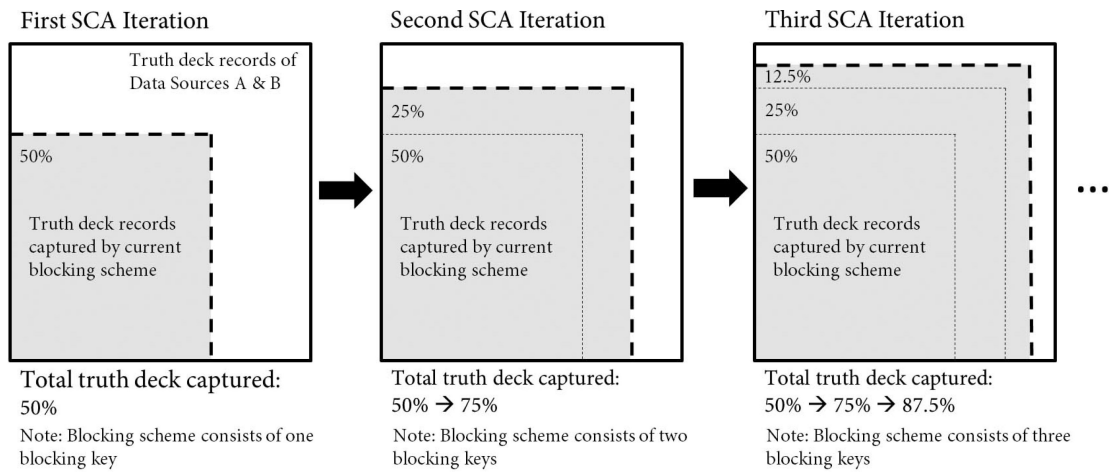 First SCA Iteration
Truth deck records of
Data Sources A & B
50%
Truth deck records
captured by current
blocking scheme
Total truth deck captured:
50%
Note: Blocking scheme consists of one
blocking key
Second SCA Iteration
25%
50%
Truth deck records
captured by current
blocking scheme
Total truth deck captured:
50% → 75%
Note: Blocking scheme consists of two
blocking keys
Third SCA Iteration
12.5%
25%
50%
Truth deck records
captured by current
blocking scheme
Total truth deck captured:
50% → 75% → 87.5%
Note: Blocking scheme consists of three
blocking keys
...